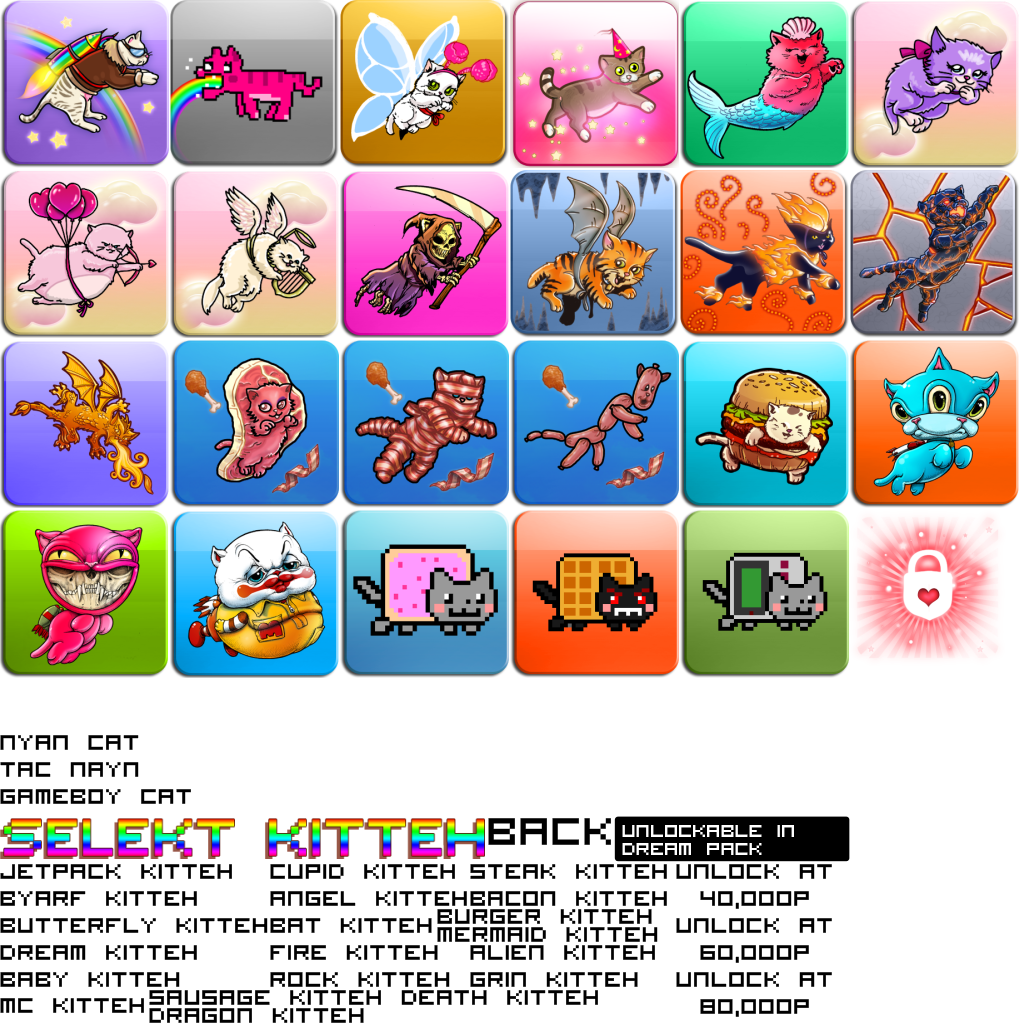 M
NYAN CAT
TAC NAYN
GAMEBOY CAT
SELEKT KITTEH
BACK
UNLOCKABLE IN
DREAM PACK
JETPACK KITTEH
CUPID KITTEH
STEAK KITTEH
UNLOCK AT
BYARF KITTEH
ANGEL KITTEH
BACON KITTEH
40,000P
BUTTERFLY KITTEH
BAT KITTEH
BURGER KITTEH
MERMAID KITTEH
UNLOCK AT
DREAM KITTEH
FIRE KITTEH
ALIEN KITTEH
60,000P
BABY KITTEH
ROCK KITTEH
GRIN KITTEH
UNLOCK AT
MC KITTEH
SAUSAGE KITTEH
DEATH KITTEH
DRAGON KITTEH
80,000P